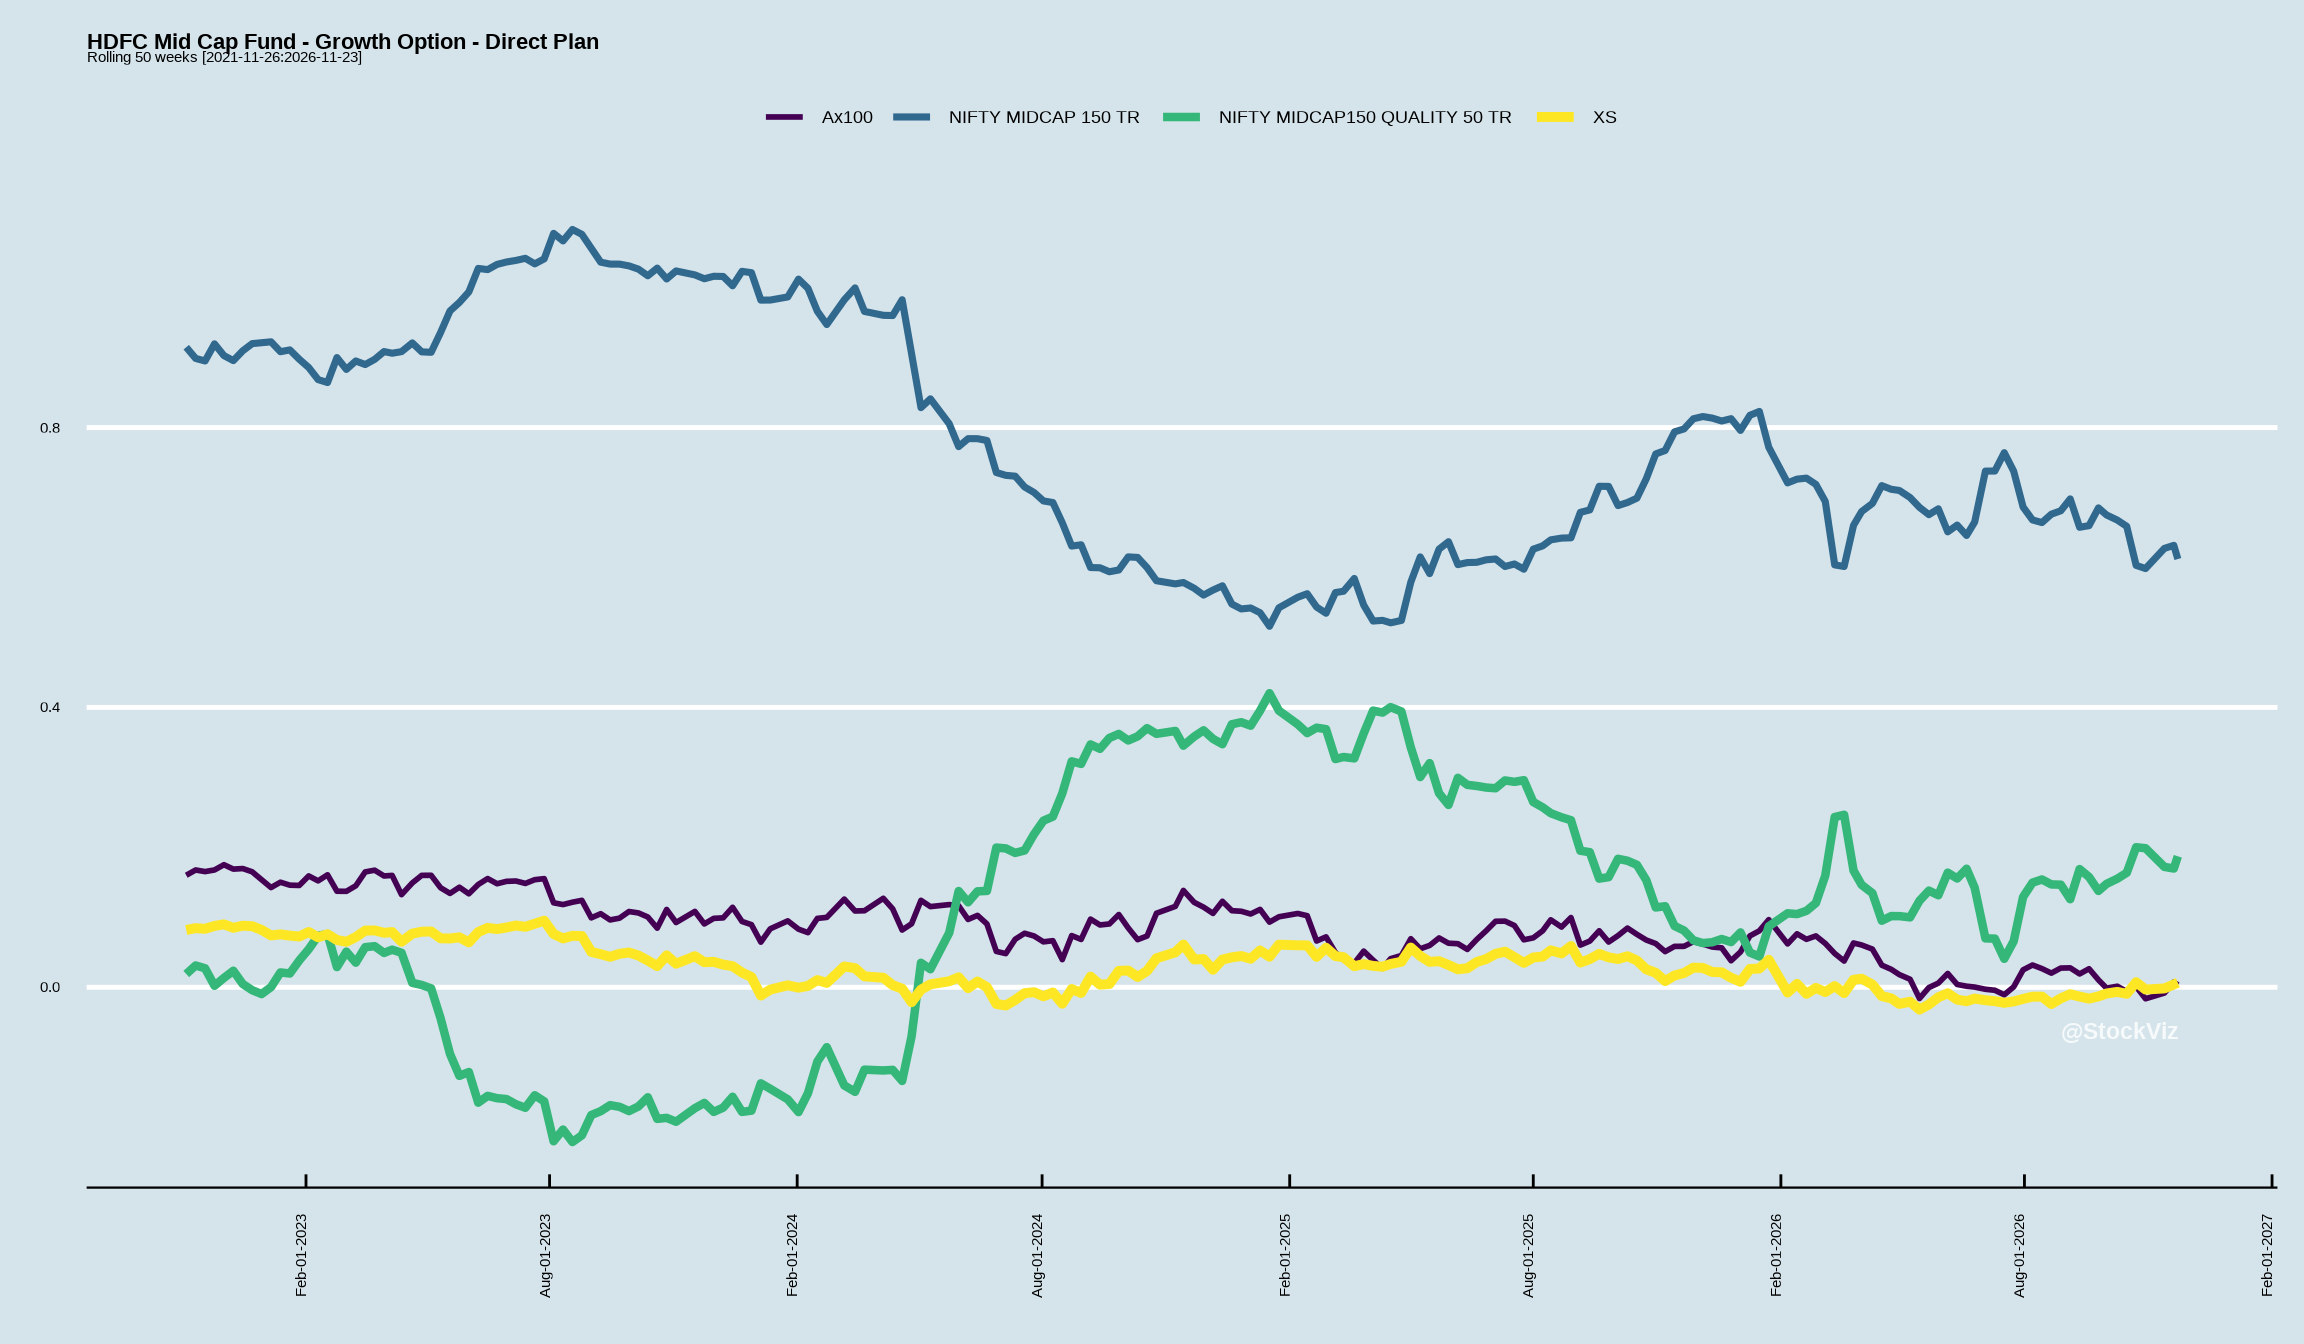 HDFC Mid Cap Fund - Growth Option - Direct Plan
Rolling 50 weeks [2021-11-26:2026-11-23]
Ax100 NIFTY MIDCAP 150 TR NIFTY MIDCAP150 QUALITY 50 TR XS
0.8
0.4
0.0
@StockViz
Feb-01-2023
Aug-01-2023
Feb-01-2024
Aug-01-2024
Feb-01-2025
Aug-01-2025
Feb-01-2026
Aug-01-2026
Feb-01-2027